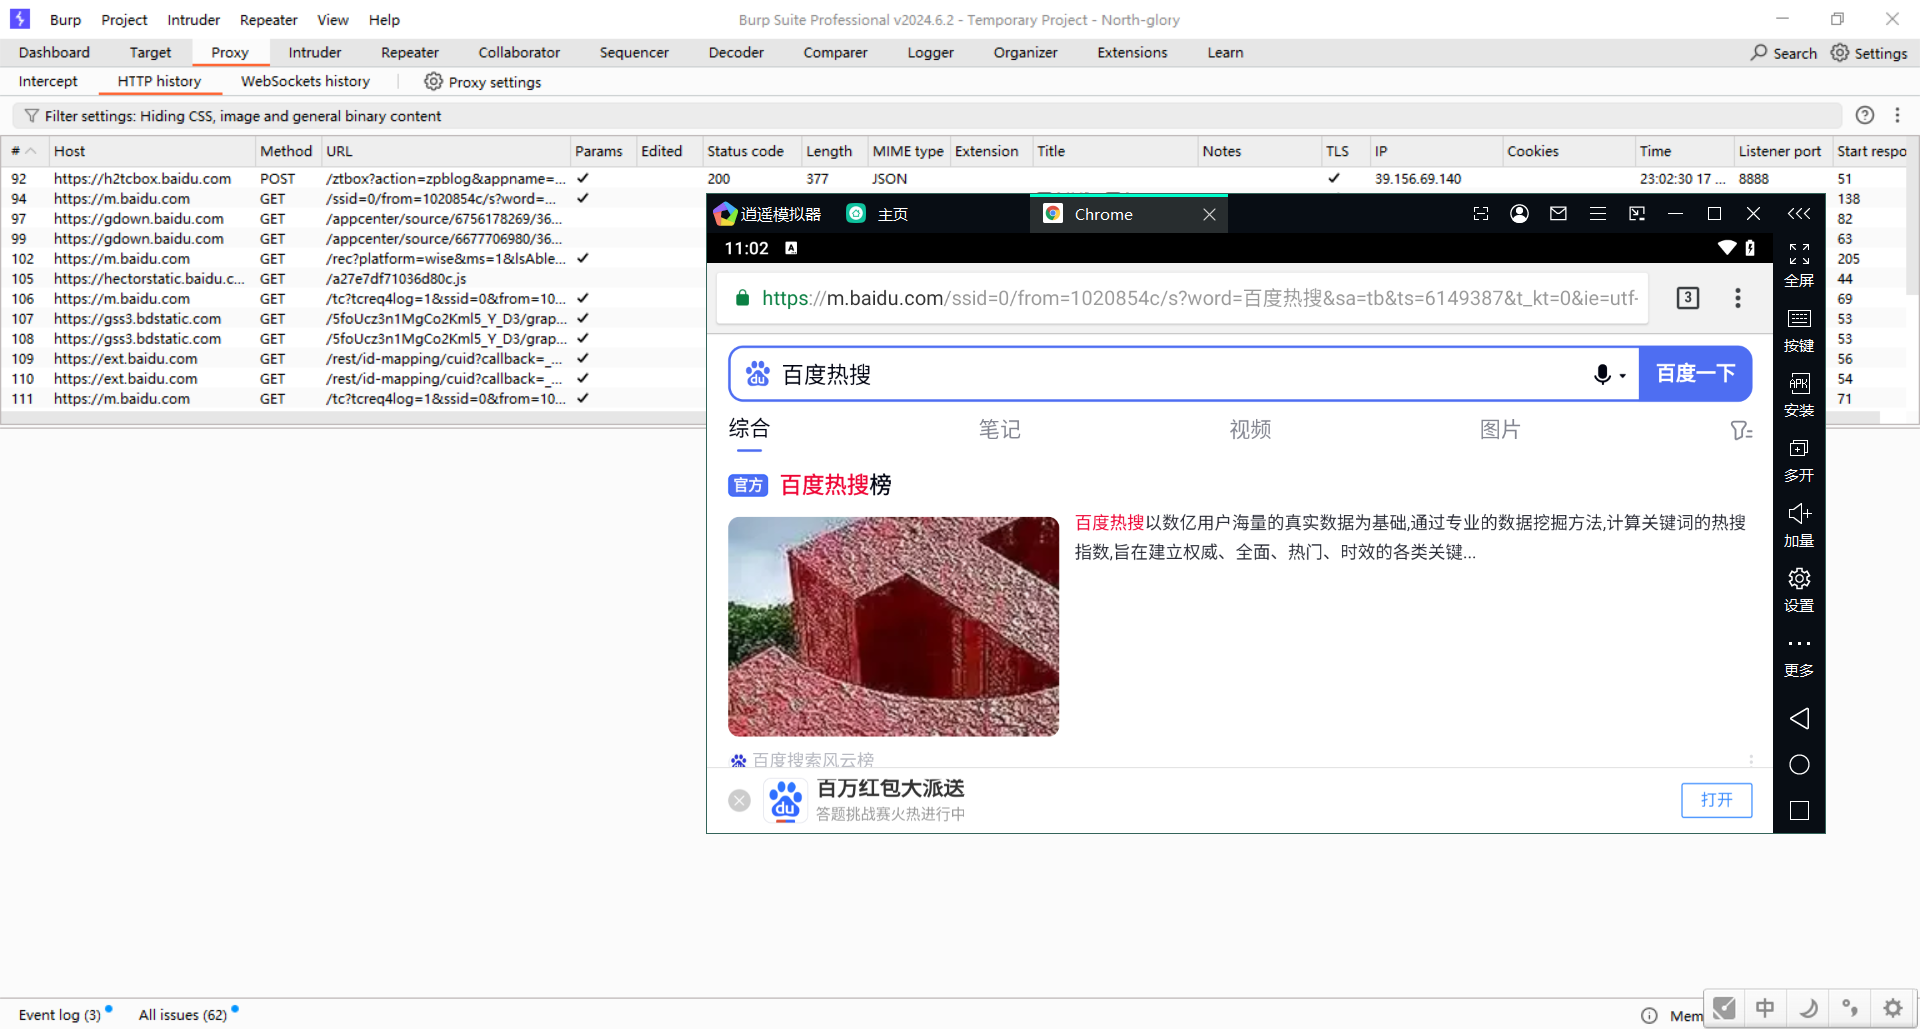 Burp Project Intruder Repeater View Help Burp Suite Professional v2024.6.2 - Temporary Project - North-glory
Dashboard Target Proxy Intruder Repeater Collaborator Sequencer Decoder Comparer Logger Organizer Extensions Learn Search Settings
Intercept HTTP history WebSockets history Proxy settings
Filter settings: Hiding CSS, image and general binary content
# Host Method URL Params Edited Status code Length MIME type Extension Title Notes TLS IP Cookies Time Listener port Start respo
92 https://h2tcbox.baidu.com POST /ztbox?action=zpblog&appname=... ✓ 200 377 JSON ✓ 39.156.69.140 23:02:30 17 ... 8888 51
94 https://m.baidu.com GET /ssid=0/from=1020854c/s?word=... ✓ 138
97 https://gdown.baidu.com GET /appcenter/source/6756178269/36... 82
99 https://gdown.baidu.com GET /appcenter/source/6677706980/36... 63
102 https://m.baidu.com GET /rec?platform=wise&ms=1&lsAble... ✓ 205
105 https://hectorstatic.baidu.c... GET /a27e7df71036d80c.js 44
106 https://m.baidu.com GET /tc?tcreq4log=1&ssid=0&from=10... ✓ 69
107 https://gss3.bdstatic.com GET /5foUcz3n1MgCo2Kml5_Y_D3/grap... ✓ 53
108 https://gss3.bdstatic.com GET /5foUcz3n1MgCo2Kml5_Y_D3/grap... ✓ 53
109 https://ext.baidu.com GET /rest/id-mapping/cuid?callback=_... ✓ 56
110 https://ext.baidu.com GET /rest/id-mapping/cuid?callback=_... ✓ 54
111 https://m.baidu.com GET /tc?tcreq4log=1&ssid=0&from=10... ✓ 71
逍遥模拟器 主页 Chrome
11:02 A
https://m.baidu.com/ssid=0/from=1020854c/s?word=百度热搜&sa=tb&ts=6149387&t_kt=0&ie=utf- 3
du 百度热搜 百度一下
综合 笔记 视频 图片
官方 百度热搜榜
百度热搜以数亿用户海量的真实数据为基础,通过专业的数据挖掘方法,计算关键词的热搜
指数,旨在建立权威、全面、热门、时效的各类关键...
百度搜索风云榜
du 百万红包大派送
答题挑战赛火热进行中
打开
全屏
按键
APK
安装
多开
加量
设置
更多
Event log (3) All issues (62) Mem
中